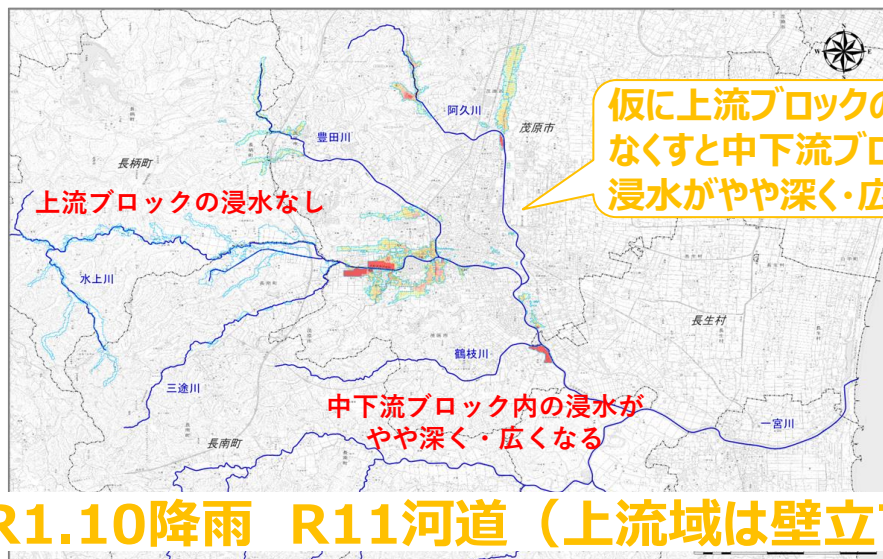 N
W
阿久川
仮に上流ブロックの
なくすと中下流ブロ
浸水がやや深く・広
豊田川
茂原市
長柄町
上流ブロックの浸水なし
水上川
長生村
鶴枝川
三途川
中下流ブロック内の浸水が
やや深く・広くなる
一宮川
長南町
R1.10降雨 R11河道(上流域は壁立